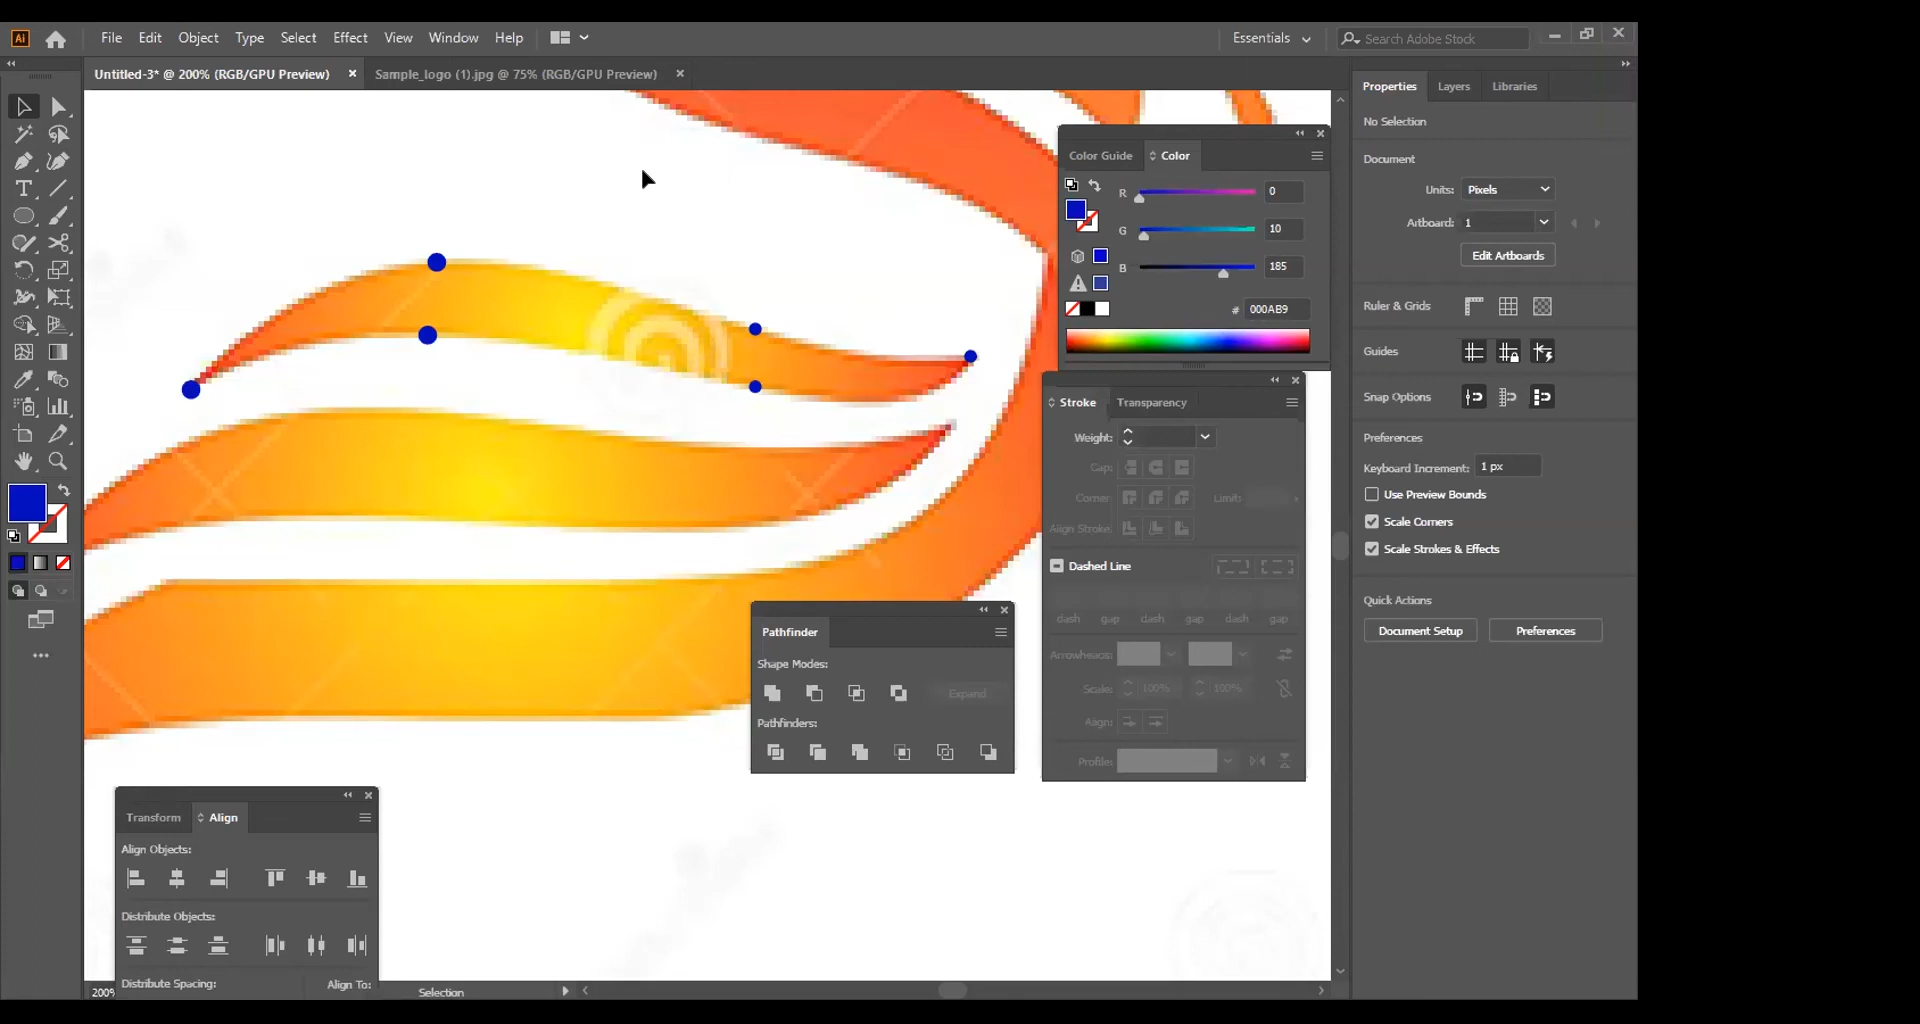 Ai File Edit Object Type Select Effect View Window Help Essentials Search Adobe Stock
Untitled-3* @ 200% (RGB/GPU Preview) Sample_logo (1).jpg @ 75% (RGB/GPU Preview)
Properties Layers Libraries
No Selection
Document
Units: Pixels
Artboard: 1
Edit Artboards
Ruler & Grids
Guides
Snap Options
Preferences
Keyboard Increment: 1 px
Use Preview Bounds
Scale Corners
Scale Strokes & Effects
Quick Actions
Document Setup Preferences
Color Guide Color
R 0
G 10
B 185
# 000AB9
Stroke Transparency
Weight:
Cap:
Corner
Limit:
Align Stroke:
Dashed Line
dash gap dash gap dash gap
Arrowheads:
Scale: 100% 100%
Align:
Profile:
Pathfinder
Shape Modes:
Expand
Pathfinders:
Transform Align
Align Objects:
Distribute Objects:
Distribute Spacing: Align To:
200% Selection